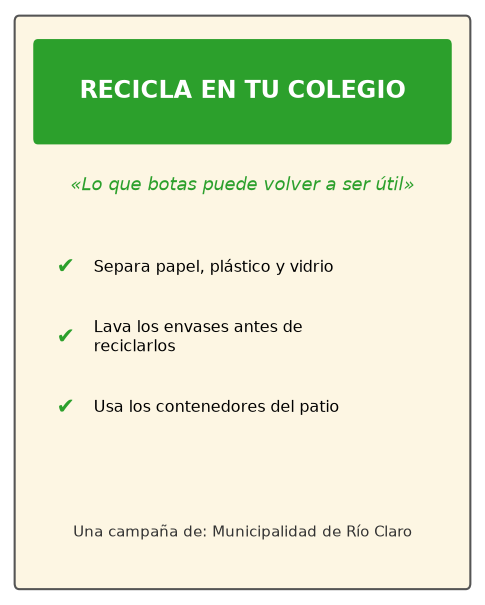 RECICLA EN TU COLEGIO
«Lo que botas puede volver a ser útil»
✔ Separa papel, plástico y vidrio
✔ Lava los envases antes de
reciclarlos
✔ Usa los contenedores del patio
Una campaña de: Municipalidad de Río Claro